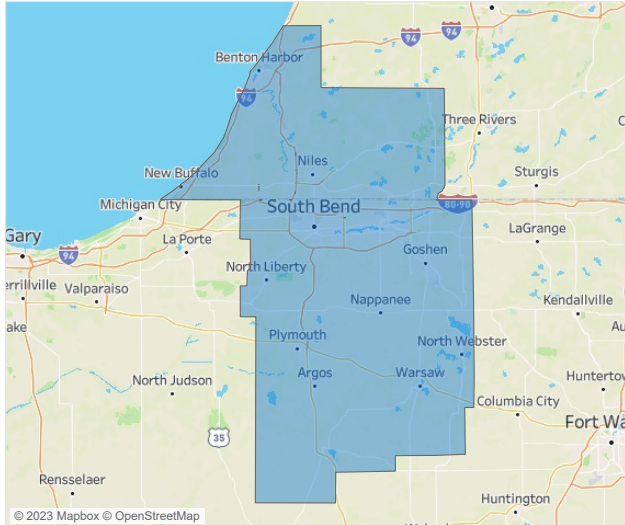 94
94
Benton Harbor
94
Three Rivers
C
Niles
New Buffalo
Sturgis
Michigan City
South Bend
80-90
Gary
La Porte
LaGrange
94
Goshen
North Liberty
errillville
Valparaiso
Nappanee
Kendallville
ake
Au
Plymouth
North Webster
North Judson
Argos
Warsaw
Huntertow
Columbia City
35
Fort Wa
Rensselaer
Huntington
© 2023 Mapbox © OpenStreetMap